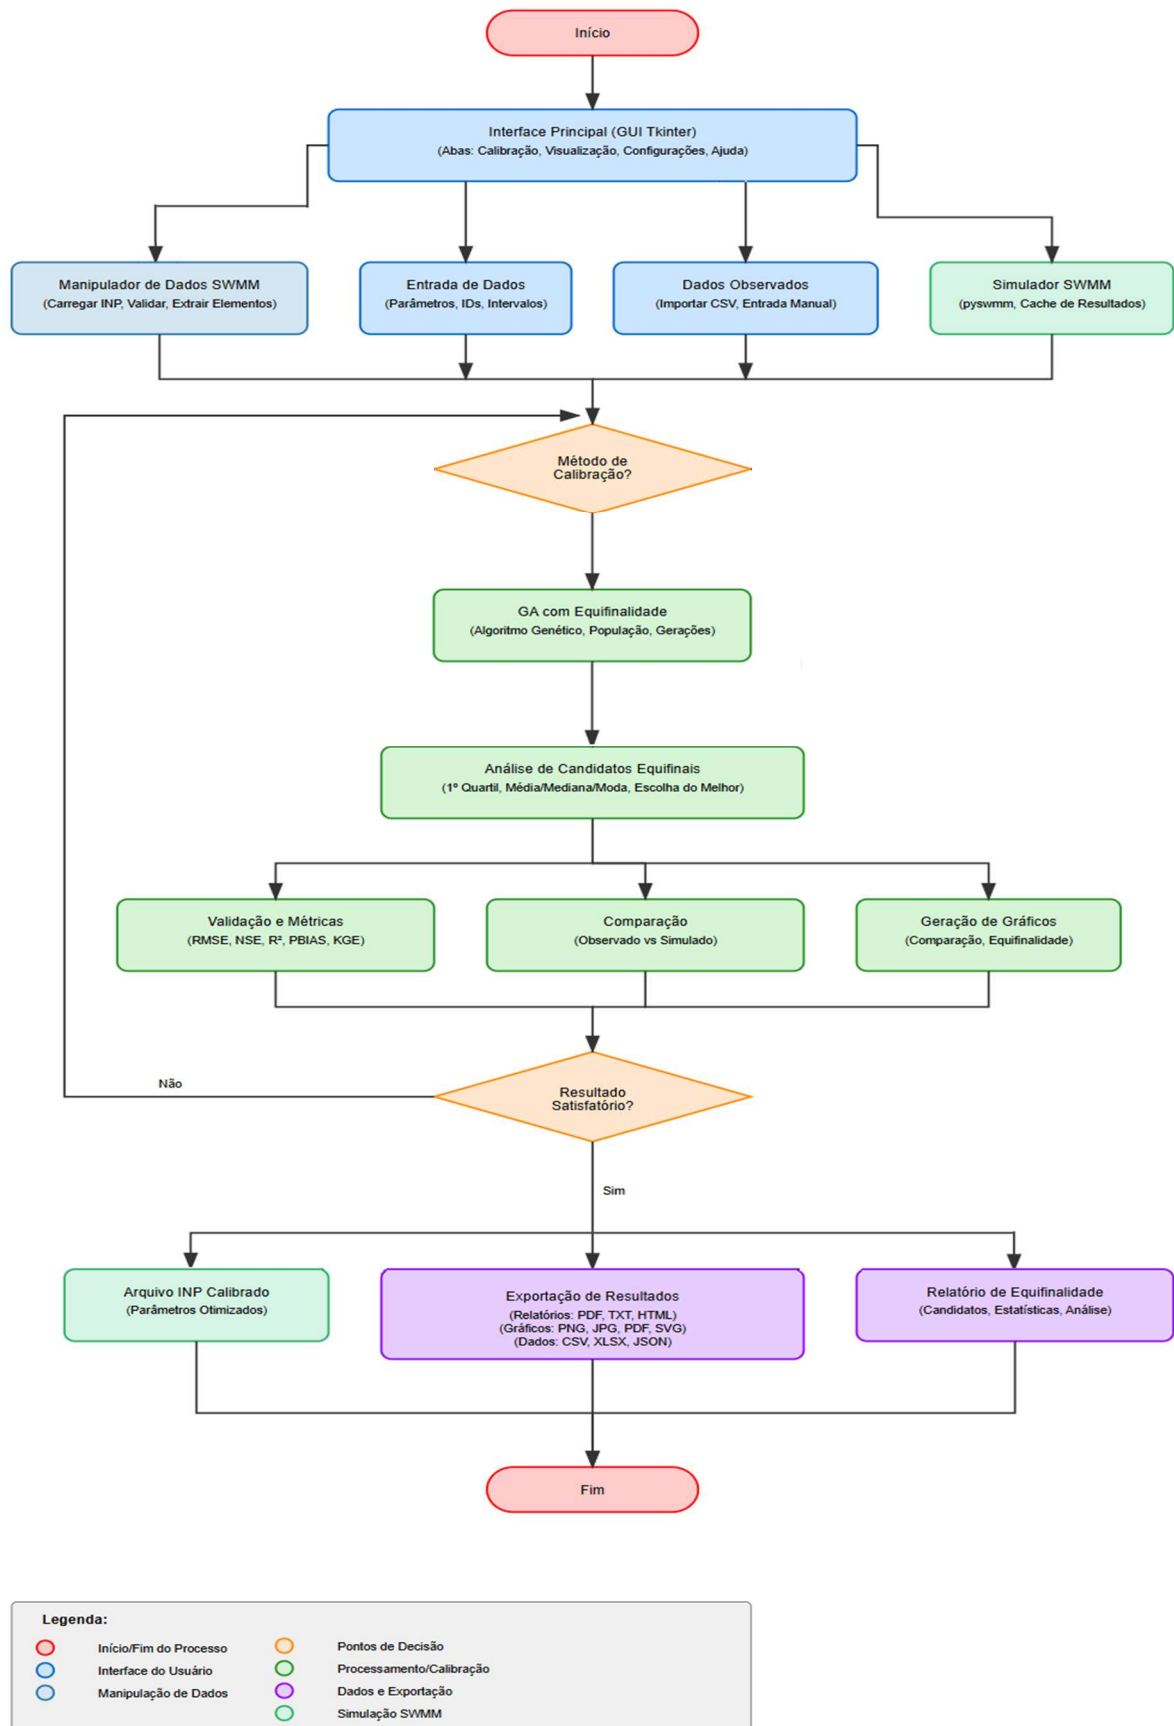 Início
Interface Principal (GUI Tkinter)
(Abas: Calibração, Visualização, Configurações, Ajuda)
Manipulador de Dados SWMM
(Carregar INP, Validar, Extrair Elementos)
Entrada de Dados
(Parâmetros, IDs, Intervalos)
Dados Observados
(Importar CSV, Entrada Manual)
Simulador SWMM
(pyswmm, Cache de Resultados)
Método de
Calibração?
GA com Equifinalidade
(Algoritmo Genético, População, Gerações)
Análise de Candidatos Equifinais
(1º Quartil, Média/Mediana/Moda, Escolha do Melhor)
Validação e Métricas
(RMSE, NSE, R², PBIAS, KGE)
Comparação
(Observado vs Simulado)
Geração de Gráficos
(Comparação, Equifinalidade)
Não
Resultado
Satisfatório?
Sim
Arquivo INP Calibrado
(Parâmetros Otimizados)
Exportação de Resultados
(Relatórios: PDF, TXT, HTML)
(Gráficos: PNG, JPG, PDF, SVG)
(Dados: CSV, XLSX, JSON)
Relatório de Equifinalidade
(Candidatos, Estatísticas, Análise)
Fim
Legenda:
Início/Fim do Processo
Interface do Usuário
Manipulação de Dados
Pontos de Decisão
Processamento/Calibração
Dados e Exportação
Simulação SWMM